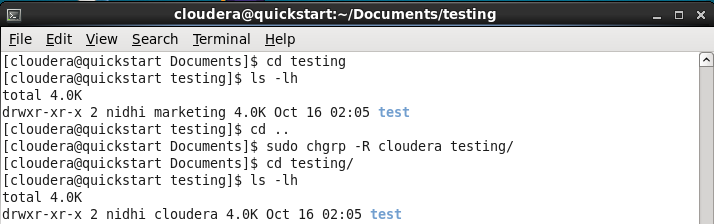 cloudera@quickstart:~/Documents/testing
File Edit View Search Terminal Help
[cloudera@quickstart Documents]$ cd testing
[cloudera@quickstart testing]$ ls -lh
total 4.0K
drwxr-xr-x 2 nidhi marketing 4.0K Oct 16 02:05 test
[cloudera@quickstart testing]$ cd ..
[cloudera@quickstart Documents]$ sudo chgrp -R cloudera testing/
[cloudera@quickstart Documents]$ cd testing/
[cloudera@quickstart testing]$ ls -lh
total 4.0K
drwxr-xr-x 2 nidhi cloudera 4.0K Oct 16 02:05 test